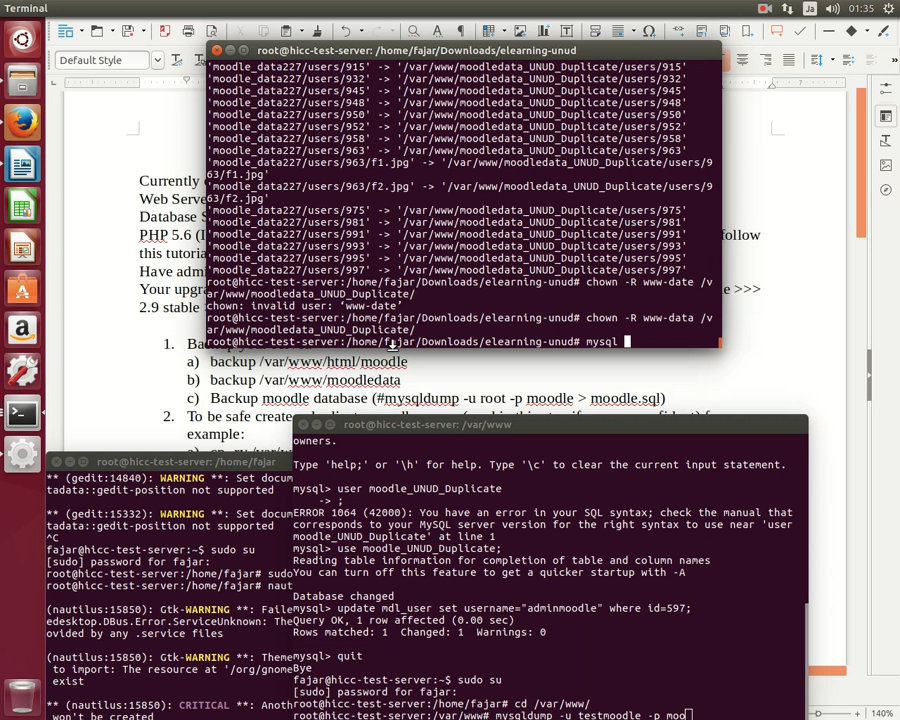 Terminal
Ja
01:35
Default Style
root@hicc-test-server: /home/fajar/Downloads/elearning-unud
'moodle_data227/users/915' -> '/var/www/moodledata_UNUD_Duplicate/users/915'
'moodle_data227/users/932' -> '/var/www/moodledata_UNUD_Duplicate/users/932'
'moodle_data227/users/945' -> '/var/www/moodledata_UNUD_Duplicate/users/945'
'moodle_data227/users/948' -> '/var/www/moodledata_UNUD_Duplicate/users/948'
'moodle_data227/users/950' -> '/var/www/moodledata_UNUD_Duplicate/users/950'
'moodle_data227/users/952' -> '/var/www/moodledata_UNUD_Duplicate/users/952'
'moodle_data227/users/958' -> '/var/www/moodledata_UNUD_Duplicate/users/958'
'moodle_data227/users/963' -> '/var/www/moodledata_UNUD_Duplicate/users/963'
'moodle_data227/users/963/f1.jpg' -> '/var/www/moodledata_UNUD_Duplicate/users/9
63/f1.jpg'
'moodle_data227/users/963/f2.jpg' -> '/var/www/moodledata_UNUD_Duplicate/users/9
63/f2.jpg'
'moodle_data227/users/975' -> '/var/www/moodledata_UNUD_Duplicate/users/975'
'moodle_data227/users/981' -> '/var/www/moodledata_UNUD_Duplicate/users/981'
'moodle_data227/users/991' -> '/var/www/moodledata_UNUD_Duplicate/users/991'
'moodle_data227/users/993' -> '/var/www/moodledata_UNUD_Duplicate/users/993'
'moodle_data227/users/995' -> '/var/www/moodledata_UNUD_Duplicate/users/995'
'moodle_data227/users/997' -> '/var/www/moodledata_UNUD_Duplicate/users/997'
root@hicc-test-server:/home/fajar/Downloads/elearning-unud# chown -R www-date /v
ar/www/moodledata_UNUD_Duplicate/
chown: invalid user: ‘www-date’
root@hicc-test-server:/home/fajar/Downloads/elearning-unud# chown -R www-data /v
ar/www/moodledata_UNUD_Duplicate/
root@hicc-test-server:/home/fajar/Downloads/elearning-unud# mysql
Currently
Web Server
Database S
PHP 5.6 (I
follow
this tutoria
Have admi
Your upgra
e >>>
2.9 stable
1. Back
a) backup /var/www/html/moodle
b) backup /var/www/moodledata
c) Backup moodle database (#mysqldump -u root -p moodle > moodle.sql)
2. To be safe create
example:
root@hicc-test-server: /home/fajar
** (gedit:14840): WARNING **: Set docum
tadata::gedit-position not supported
** (gedit:15332): WARNING **: Set docum
tadata::gedit-position not supported
^C
fajar@hicc-test-server:~$ sudo su
[sudo] password for fajar:
root@hicc-test-server:/home/fajar# sudo
root@hicc-test-server:/home/fajar# naut
(nautilus:15850): Gtk-WARNING **: Faile
edesktop.DBus.Error.ServiceUnknown: The
ovided by any .service files
(nautilus:15850): Gtk-WARNING **: Theme
to import: The resource at '/org/gnome
exist
** (nautilus:15850): CRITICAL **: Anoth
won't be created
root@hicc-test-server: /var/www
owners.
Type 'help;' or '\h' for help. Type '\c' to clear the current input statement.
mysql> user moodle_UNUD_Duplicate
-> ;
ERROR 1064 (42000): You have an error in your SQL syntax; check the manual that
corresponds to your MySQL server version for the right syntax to use near 'user
moodle_UNUD_Duplicate' at line 1
mysql> use moodle_UNUD_Duplicate;
Reading table information for completion of table and column names
You can turn off this feature to get a quicker startup with -A
Database changed
mysql> update mdl_user set username="adminmoodle" where id=597;
Query OK, 1 row affected (0.00 sec)
Rows matched: 1 Changed: 1 Warnings: 0
mysql> quit
Bye
fajar@hicc-test-server:~$ sudo su
[sudo] password for fajar:
root@hicc-test-server:/home/fajar# cd /var/www/
root@hicc-test-server:/var/www# mysqldump -u testmoodle -p moo
140%